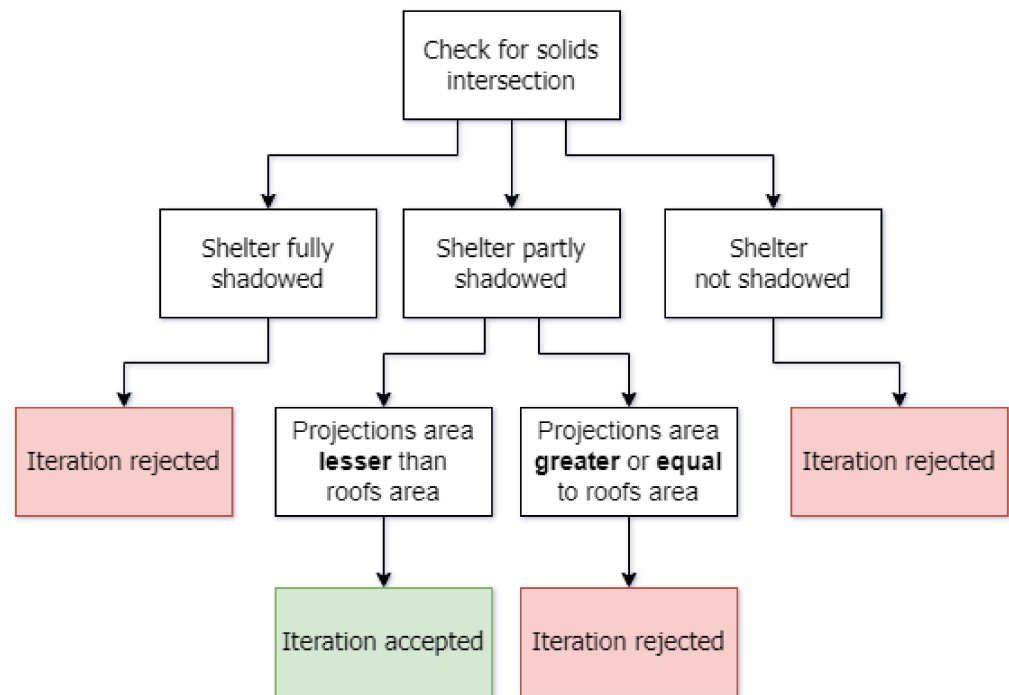 Check for solids
intersection
Shelter fully
shadowed
Shelter partly
shadowed
Shelter
not shadowed
Iteration rejected
Projections area
lesser than
roofs area
Projections area
greater or equal
to roofs area
Iteration rejected
Iteration accepted
Iteration rejected